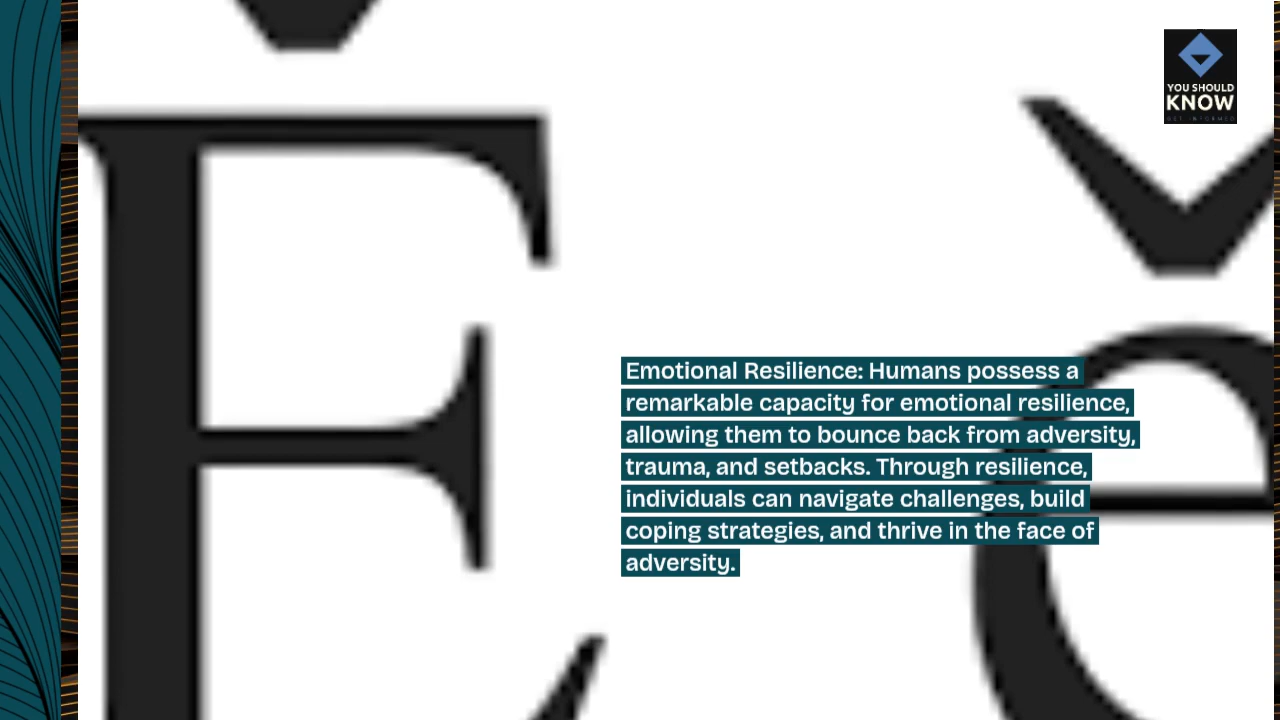 Ě ě
YOU SHOULD
KNOW
GET INFORMED
Emotional Resilience: Humans possess a
remarkable capacity for emotional resilience,
allowing them to bounce back from adversity,
trauma, and setbacks. Through resilience,
individuals can navigate challenges, build
coping strategies, and thrive in the face of
adversity.